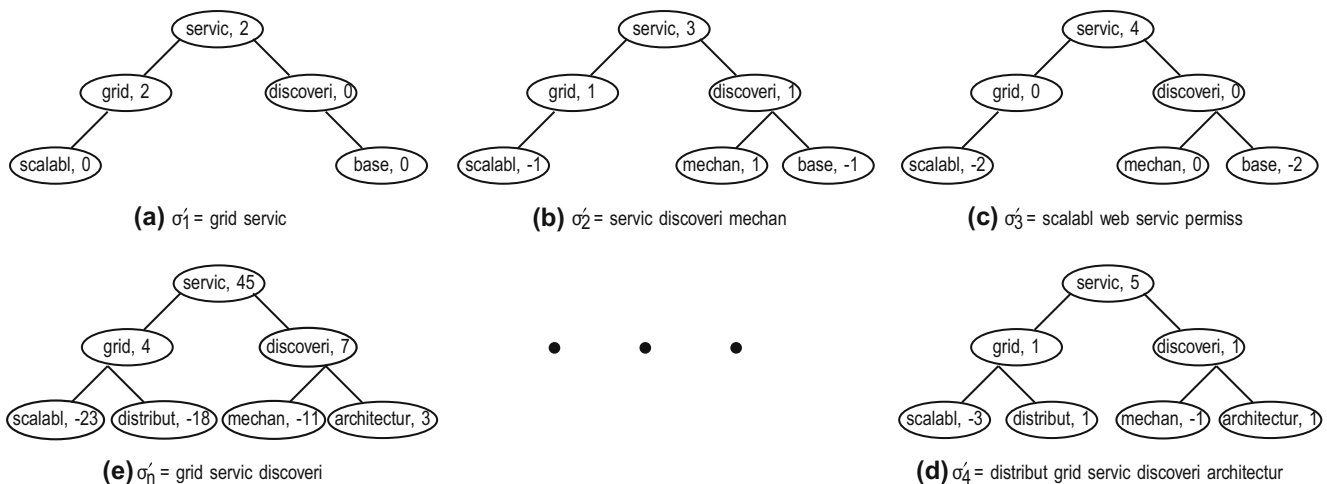 servic, 2
grid, 2
discoveri, 0
scalabl, 0
base, 0
(a) σ′1 = grid servic
servic, 3
grid, 1
discoveri, 1
scalabl, -1
mechan, 1
base, -1
(b) σ′2 = servic discoveri mechan
servic, 4
grid, 0
discoveri, 0
scalabl, -2
mechan, 0
base, -2
(c) σ′3 = scalabl web servic permiss
servic, 45
grid, 4
discoveri, 7
scalabl, -23
distribut, -18
mechan, -11
architectur, 3
(e) σ′n = grid servic discoveri
servic, 5
grid, 1
discoveri, 1
scalabl, -3
distribut, 1
mechan, -1
architectur, 1
(d) σ′4 = distribut grid servic discoveri architectur